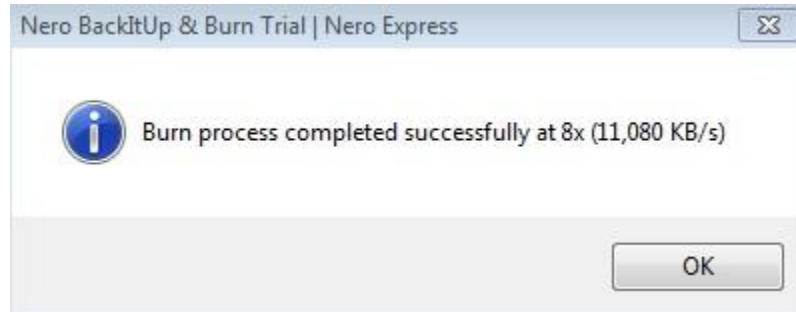 Nero BackItUp & Burn Trial | Nero Express
Burn process completed successfully at 8x (11,080 KB/s)
OK